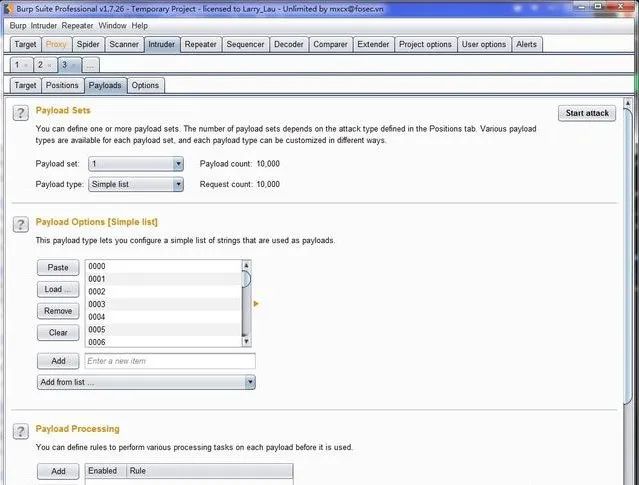 Burp Suite Professional v1.7.26 - Temporary Project - licensed to Larry_Lau - Unlimited by mxcx@fosec.vn
Burp Intruder Repeater Window Help
Target Proxy Spider Scanner Intruder Repeater Sequencer Decoder Comparer Extender Project options User options Alerts
1 × 2 × 3 × ...
Target Positions Payloads Options
? Payload Sets Start attack
You can define one or more payload sets. The number of payload sets depends on the attack type defined in the Positions tab. Various payload
types are available for each payload set, and each payload type can be customized in different ways.
Payload set: 1 Payload count: 10,000
Payload type: Simple list Request count: 10,000
? Payload Options [Simple list]
This payload type lets you configure a simple list of strings that are used as payloads.
Paste 0000
0001
Load ... 0002
Remove 0003
0004
Clear 0005
0006
Add Enter a new item
Add from list ...
? Payload Processing
You can define rules to perform various processing tasks on each payload before it is used.
Add Enabled Rule